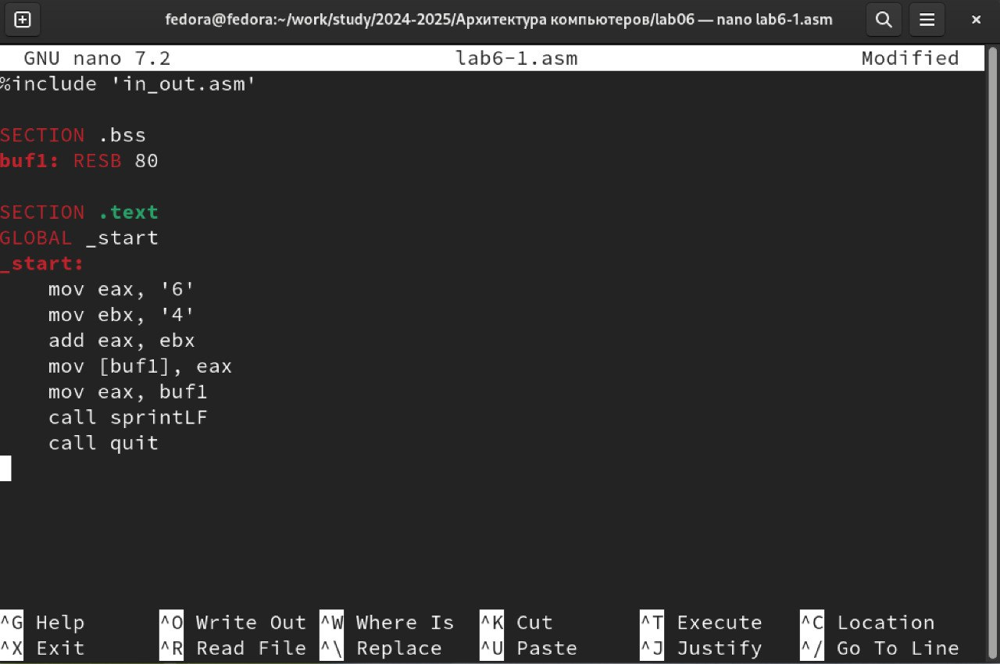 fedora@fedora:~/work/study/2024-2025/Архитектура компьютеров/lab06 — nano lab6-1.asm
GNU nano 7.2 lab6-1.asm Modified
%include 'in_out.asm'
SECTION .bss
buf1: RESB 80
SECTION .text
GLOBAL _start
_start:
mov eax, '6'
mov ebx, '4'
add eax, ebx
mov [buf1], eax
mov eax, buf1
call sprintLF
call quit
^G Help ^O Write Out ^W Where Is ^K Cut ^T Execute ^C Location
^X Exit ^R Read File ^\ Replace ^U Paste ^J Justify ^/ Go To Line